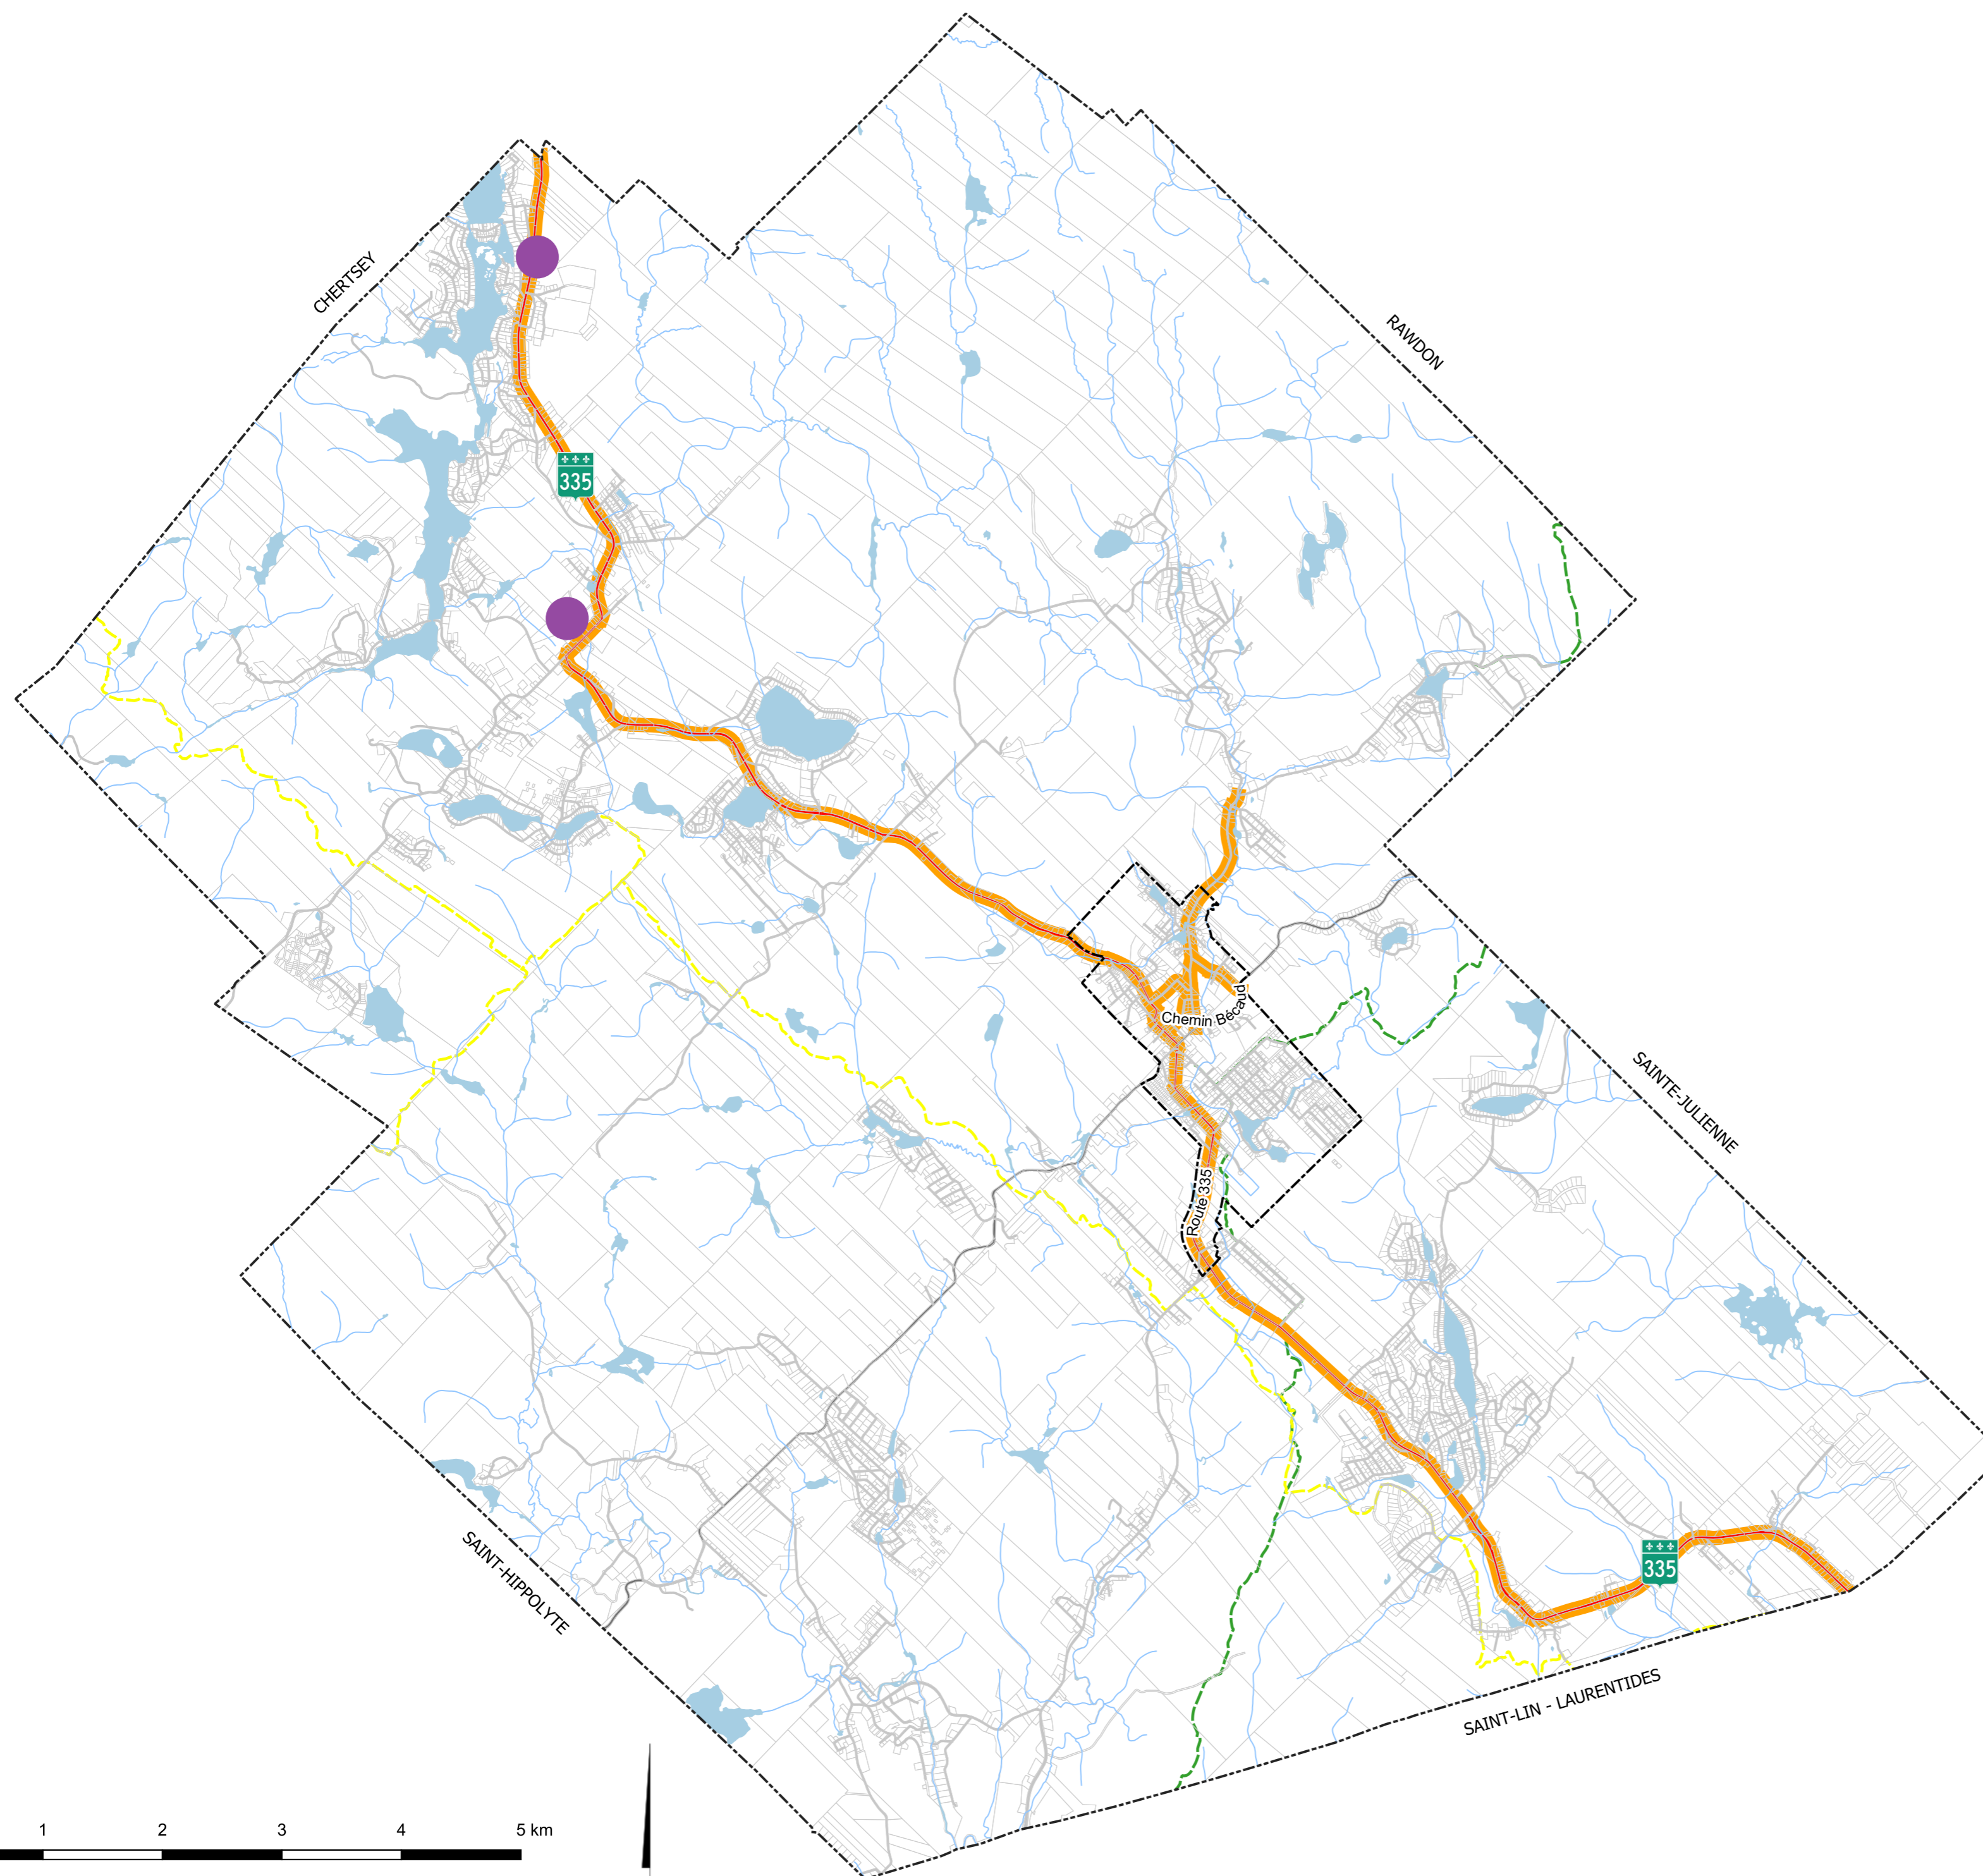 CHERTSEY
RAWDON
335
Chemin Bécaud
SAINTE-JULIENNE
Route 335
SAINT-HIPPOLYTE
335
SAINT-LIN - LAURENTIDES
1 2 3 4 5 km